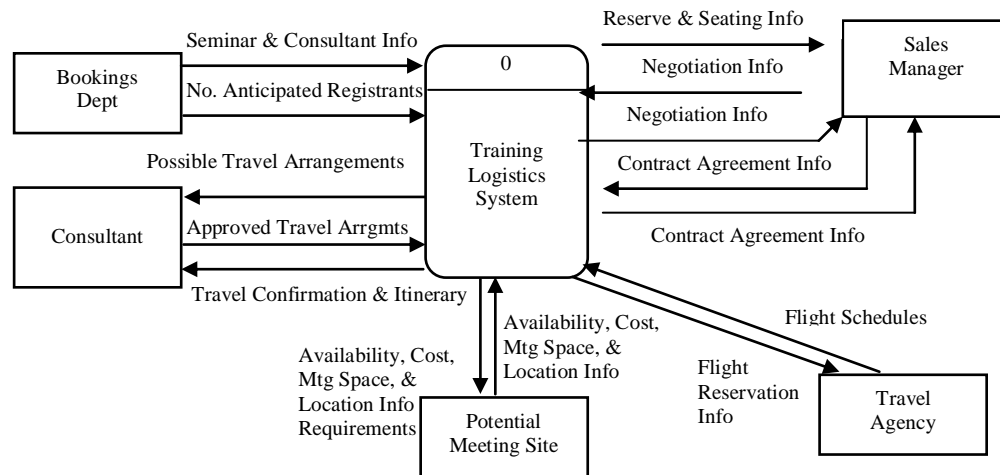 Seminar & Consultant Info
Bookings
Dept
No. Anticipated Registrants
0
Training
Logistics
System
Reserve & Seating Info
Sales
Manager
Negotiation Info
Negotiation Info
Contract Agreement Info
Contract Agreement Info
Possible Travel Arrangements
Consultant
Approved Travel Arrgmts
Travel Confirmation & Itinerary
Availability, Cost,
Mtg Space, &
Location Info
Requirements
Availability, Cost,
Mtg Space, &
Location Info
Potential
Meeting Site
Flight Schedules
Flight
Reservation
Info
Travel
Agency